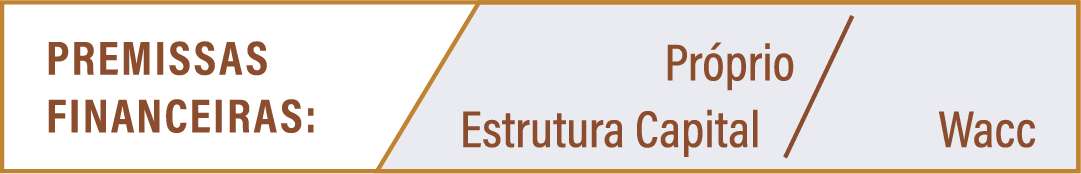 PREMISSAS
FINANCEIRAS:
Próprio
Estrutura Capital
Wacc